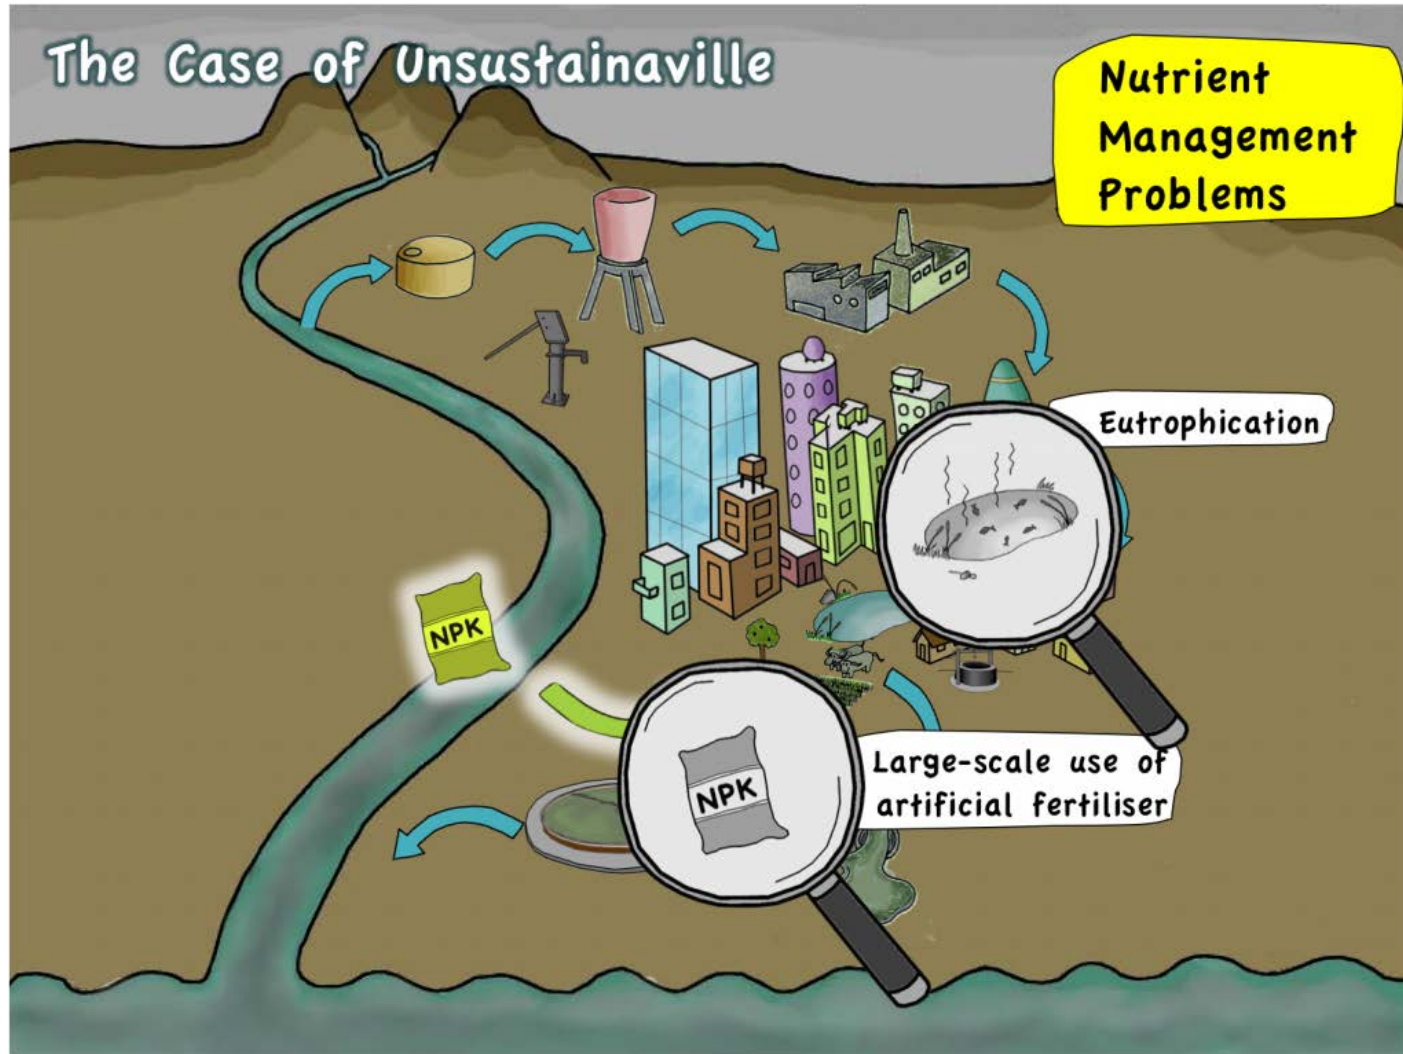 The Case of Unsustainaville
Nutrient
Management
Problems
Eutrophication
NPK
Large-scale use of
artificial fertiliser
NPK